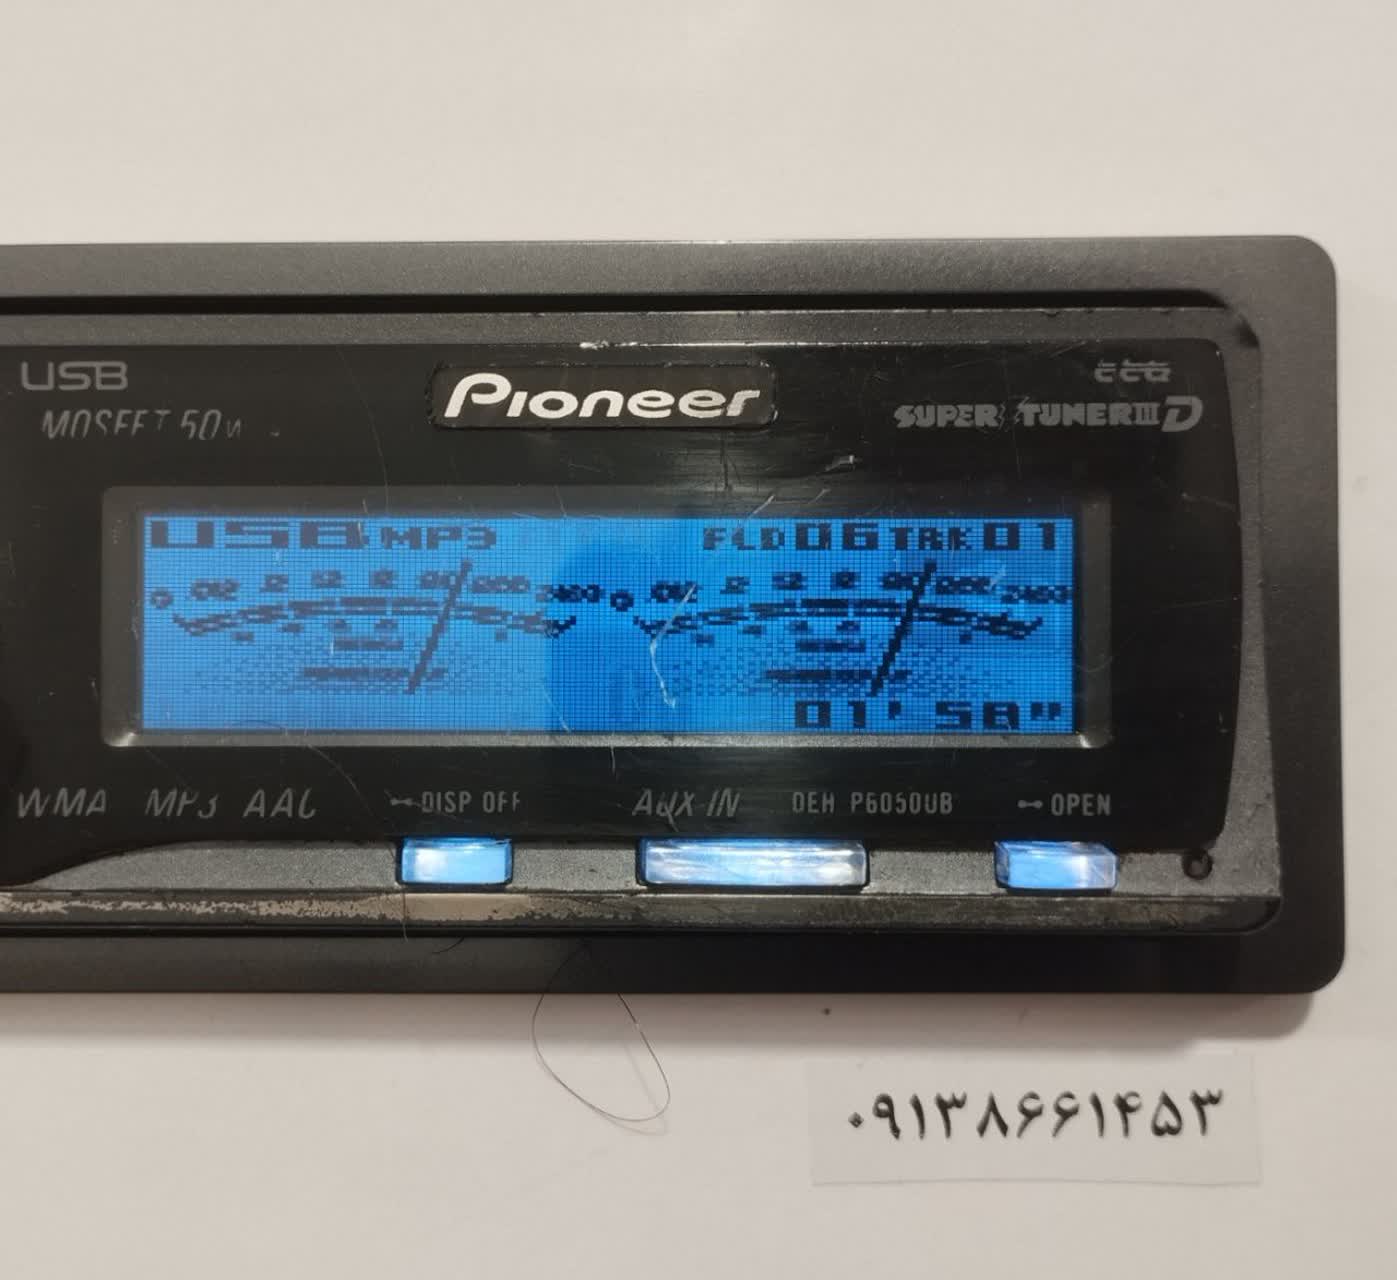 USB
MOSFET 50W
Pioneer
EEQ
SUPER TUNER III D
USB MP3 FLD 06 TRK 01
01' 58"
WMA MP3 AAC DISP OFF AUX IN DEH P6050UB OPEN
۰۹۱۳۸۶۶۱۴۵۳